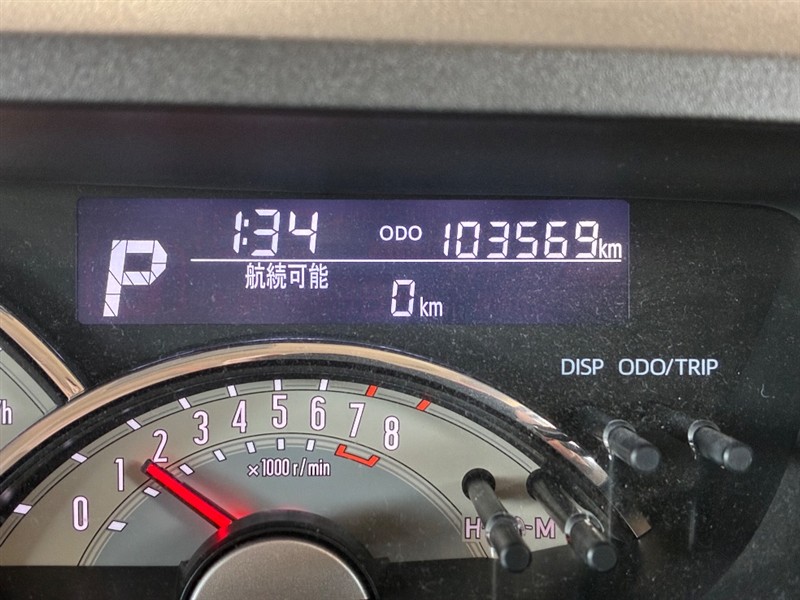 1:34 ODO 103569km
P
航続可能
0km
DISP ODO/TRIP
0 1 2 3 4 5 6 7 8
×1000r/min
/h